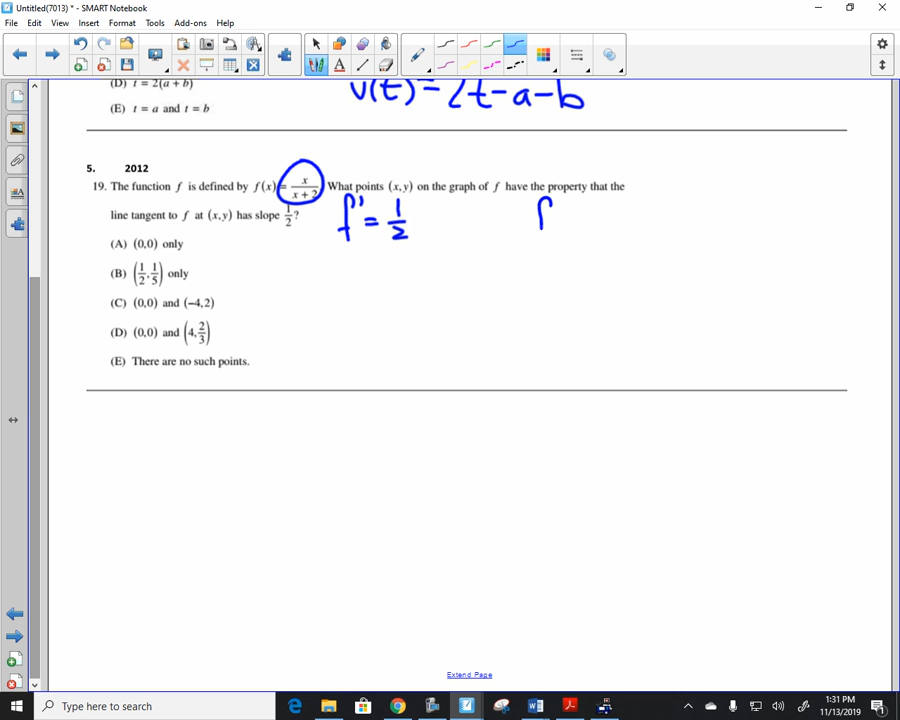 Untitled(7013) * - SMART Notebook
File Edit View Insert Format Tools Add-ons Help
(D) t = 2(a + b)
v(t) = 2t - a - b
(E) t = a and t = b
5. 2012
19. The function f is defined by f(x) = x/(x + 2). What points (x,y) on the graph of f have the property that the
line tangent to f at (x,y) has slope 1/2?
f' = 1/2
f
(A) (0,0) only
(B) (1/2, 1/5) only
(C) (0,0) and (−4,2)
(D) (0,0) and (4, 2/3)
(E) There are no such points.
Extend Page
Type here to search
1:31 PM
11/13/2019